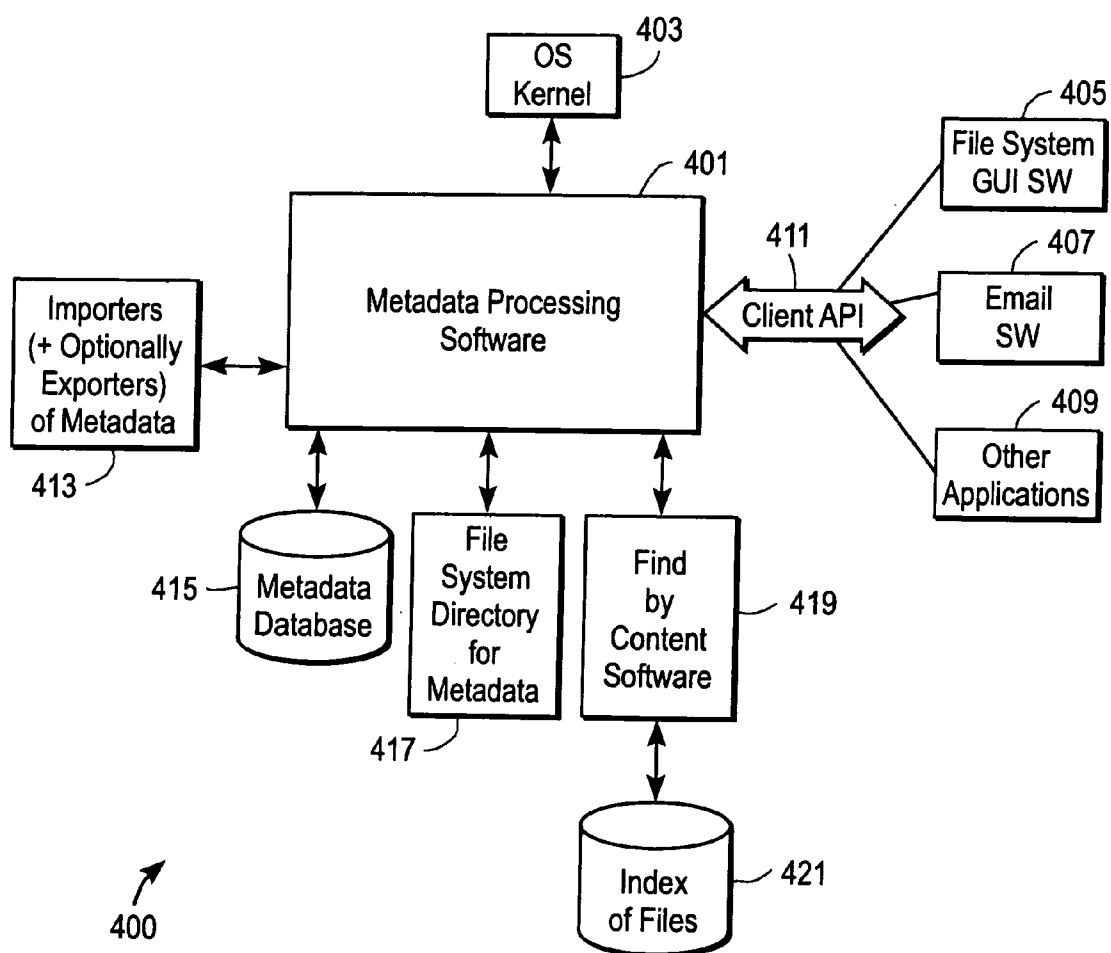 403
OS
Kernel
405
File System
GUI SW
401
411
407
Metadata Processing
Software
Client API
Email
SW
Importers
(+ Optionally
Exporters)
of Metadata
413
409
Other
Applications
415
Metadata
Database
File
System
Directory
for
Metadata
417
Find
by
Content
Software
419
421
Index
of Files
400